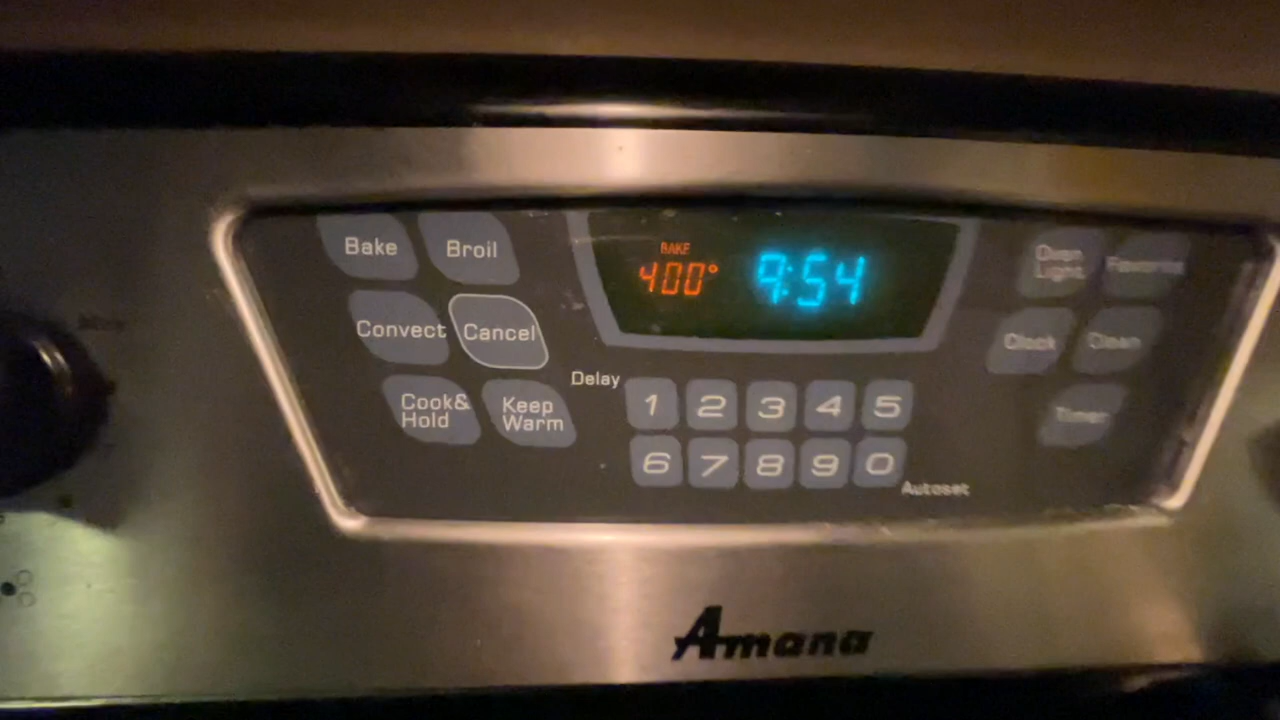 Bake
Broil
BAKE
400°
9:54
Oven
Light
Favorite
Convect
Cancel
Clock
Clean
Delay
Cook&
Hold
Keep
Warm
1 2 3 4 5
Timer
6 7 8 9 0
Autoset
Amana